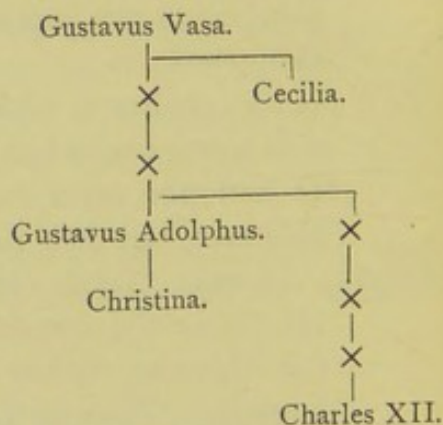 Gustavus Vasa.
× Cecilia.
×
Gustavus Adolphus. ×
Christina. ×
×
Charles XII.